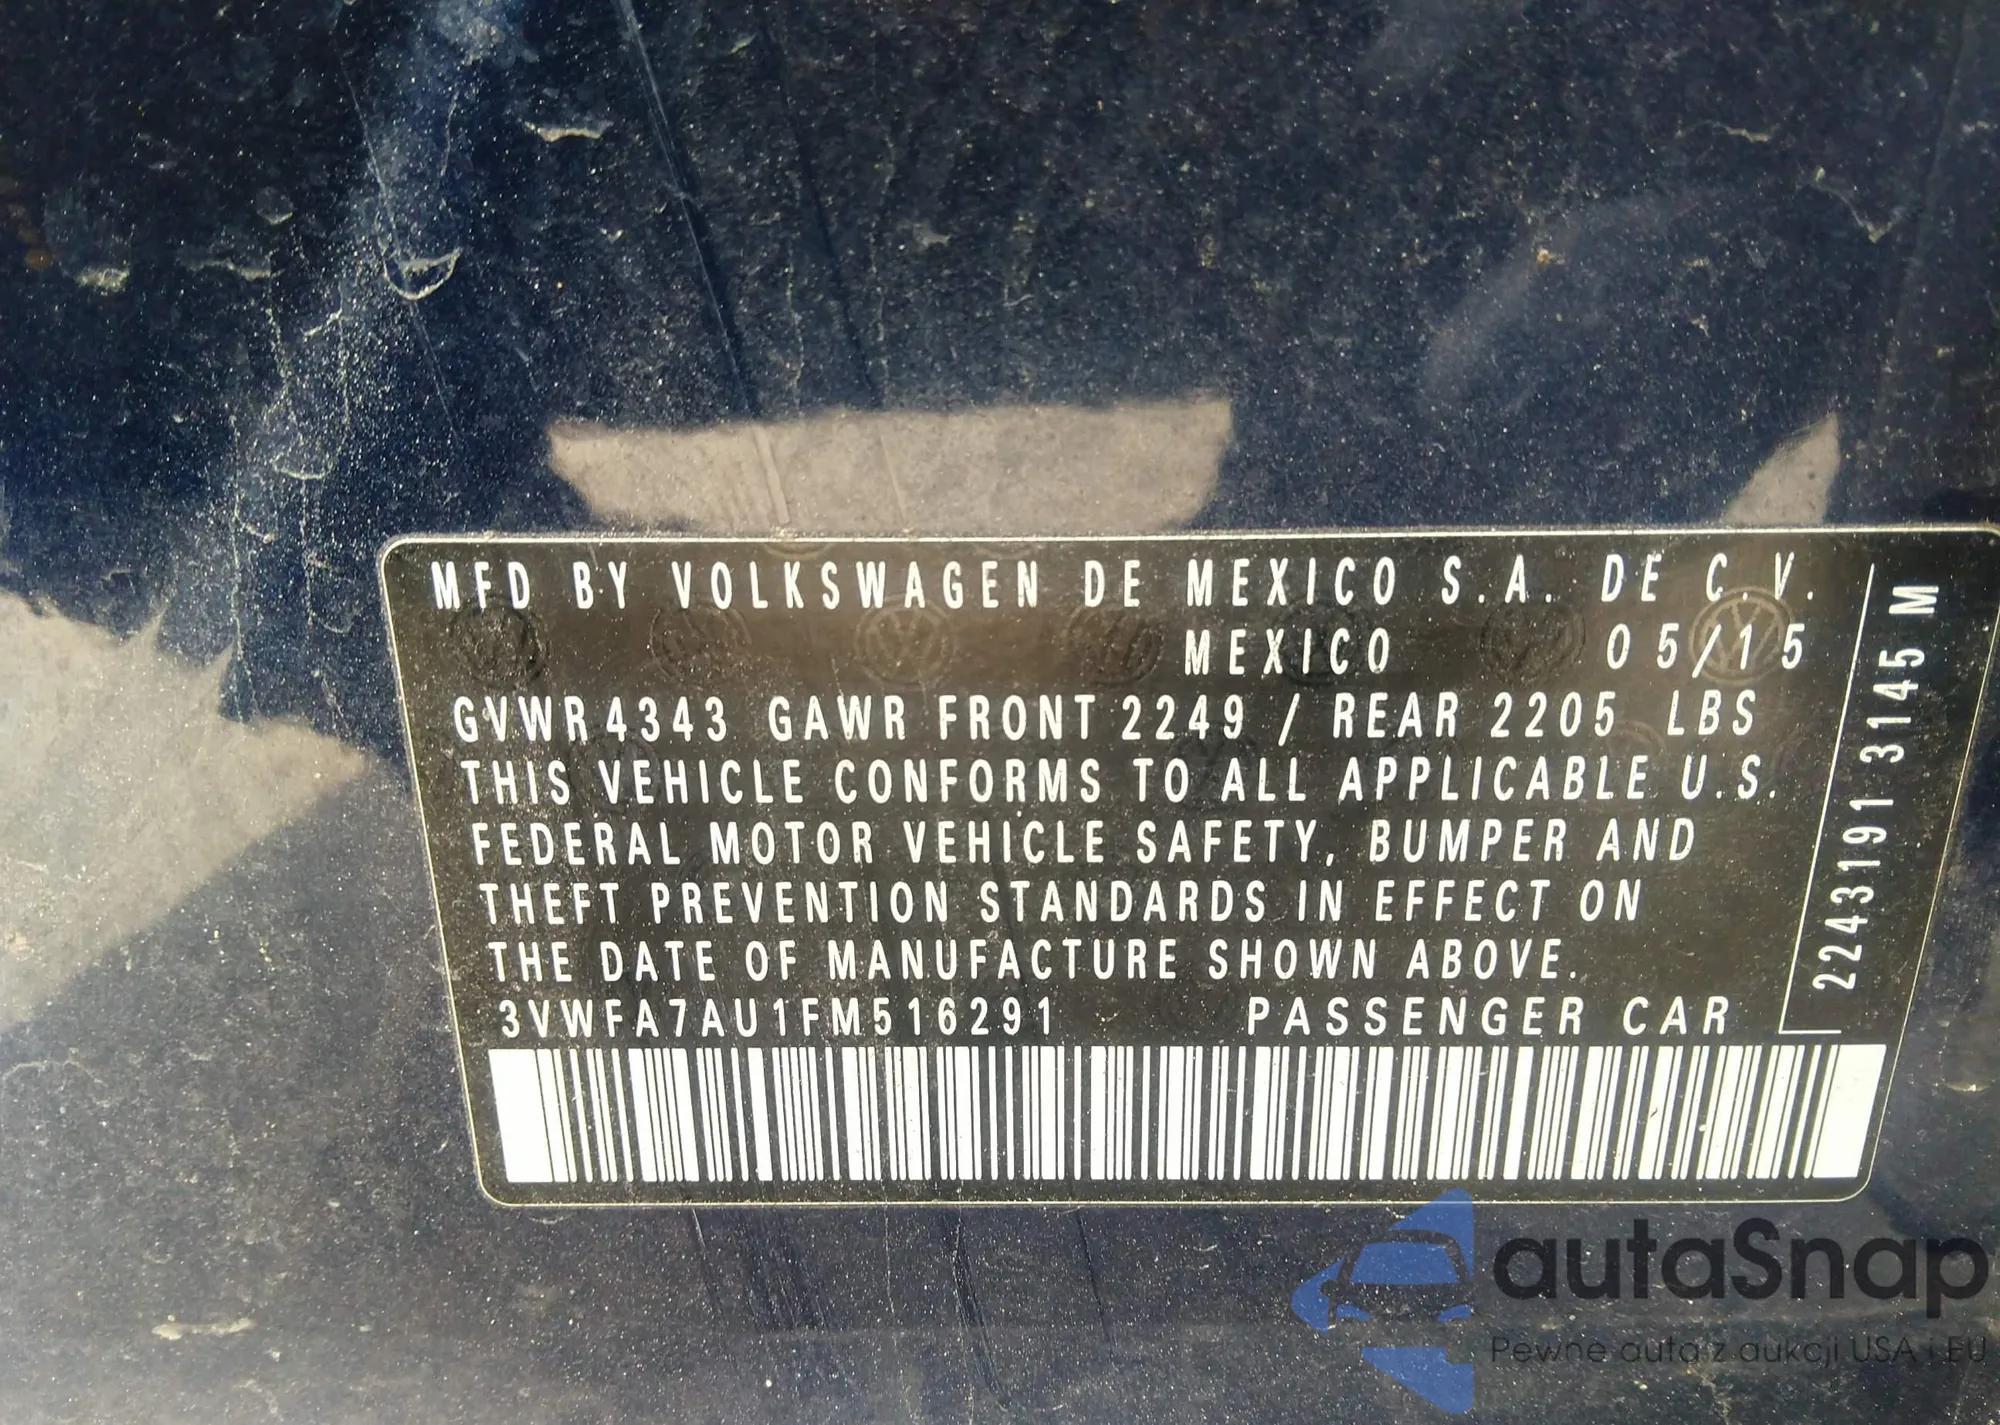 MFD BY VOLKSWAGEN DE MEXICO S.A. DE C.V.
MEXICO 05/15
GVWR 4343 GAWR FRONT 2249 / REAR 2205 LBS
THIS VEHICLE CONFORMS TO ALL APPLICABLE U.S.
FEDERAL MOTOR VEHICLE SAFETY, BUMPER AND
THEFT PREVENTION STANDARDS IN EFFECT ON
THE DATE OF MANUFACTURE SHOWN ABOVE.
3VWFA7AU1FM516291 PASSENGER CAR
2243191 3145 M
autaSnap
Pewne auta z aukcji USA i EU